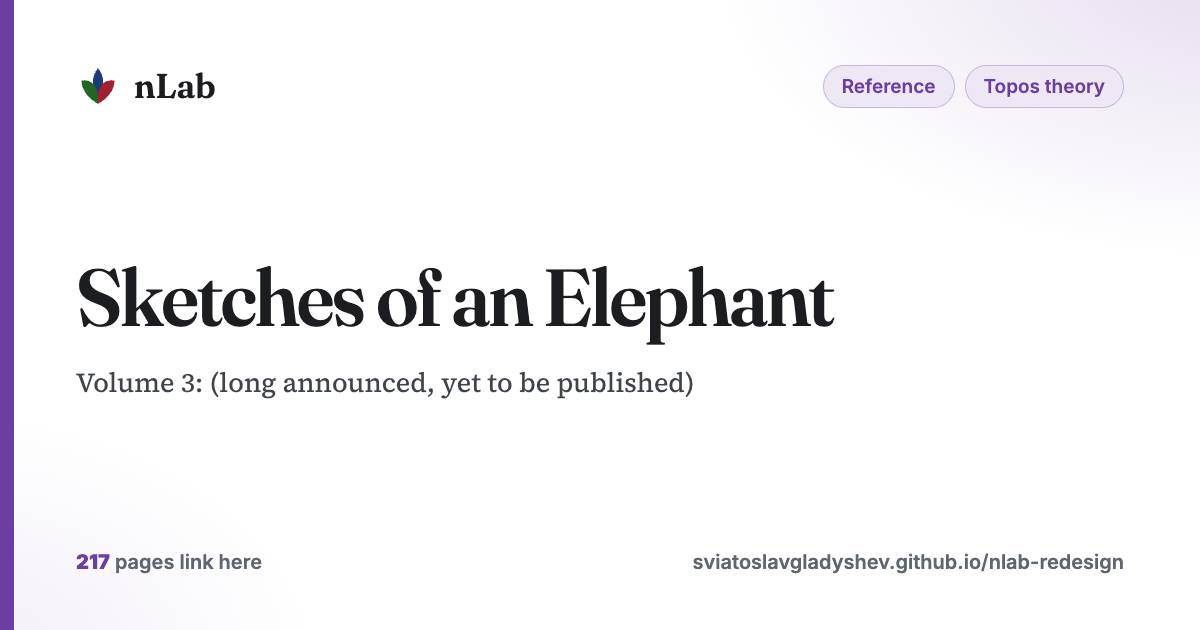 nLab
Reference
Topos theory
Sketches of an Elephant
Volume 3: (long announced, yet to be published)
217 pages link here
sviatoslavgladyshev.github.io/nlab-redesign